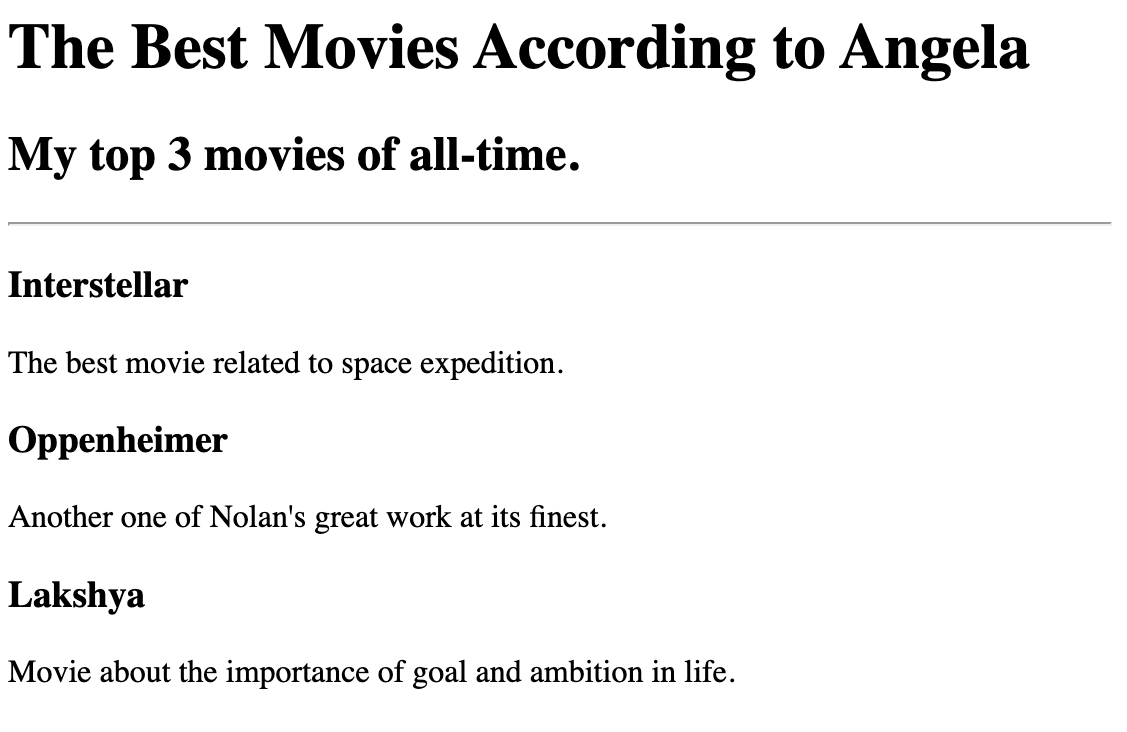 The Best Movies According to Angela
My top 3 movies of all-time.
Interstellar
The best movie related to space expedition.
Oppenheimer
Another one of Nolan's great work at its finest.
Lakshya
Movie about the importance of goal and ambition in life.